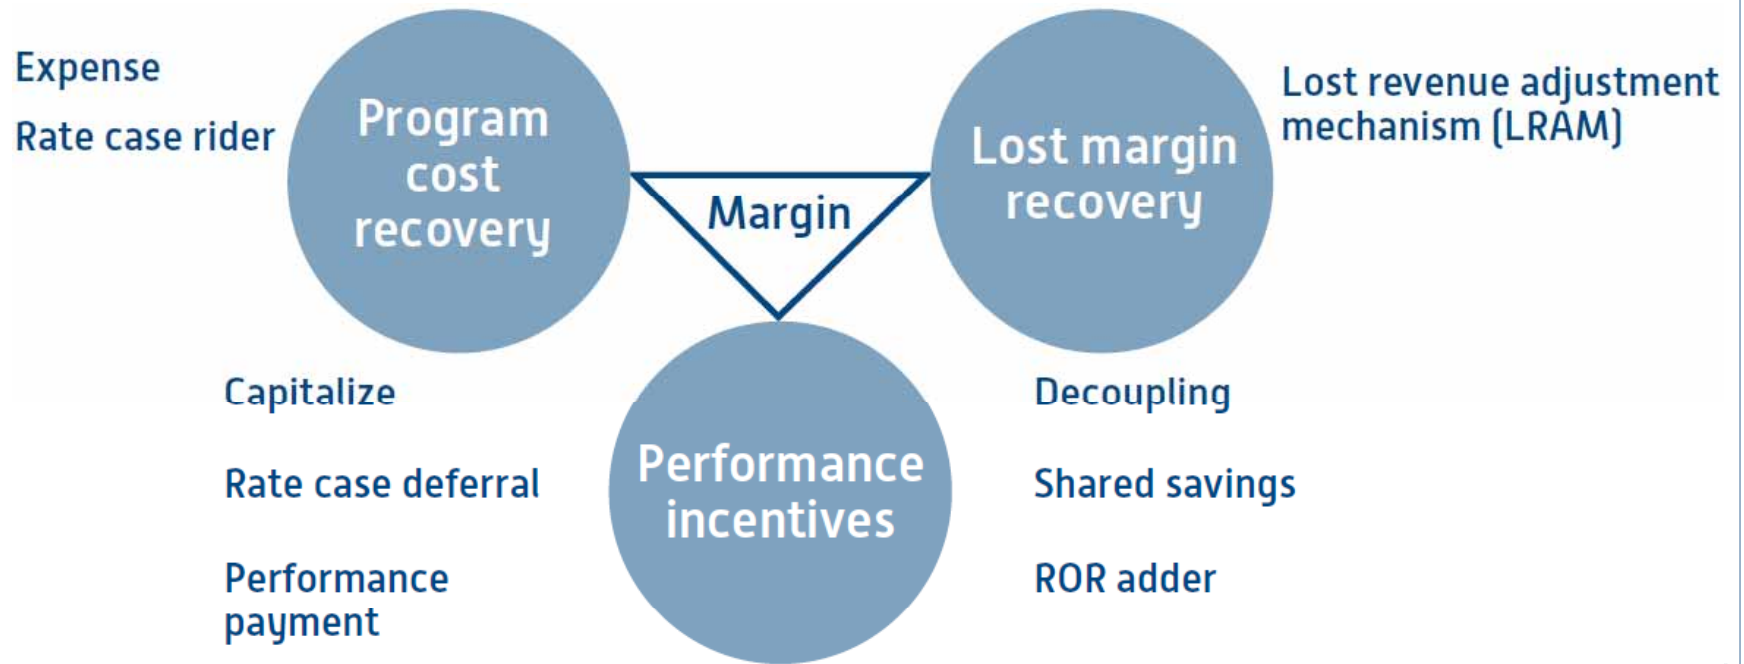 Expense
Rate case rider
Program
cost
recovery
Margin
Lost margin
recovery
Lost revenue adjustment
mechanism (LRAM)
Capitalize
Rate case deferral
Performance
payment
Performance
incentives
Decoupling
Shared savings
ROR adder